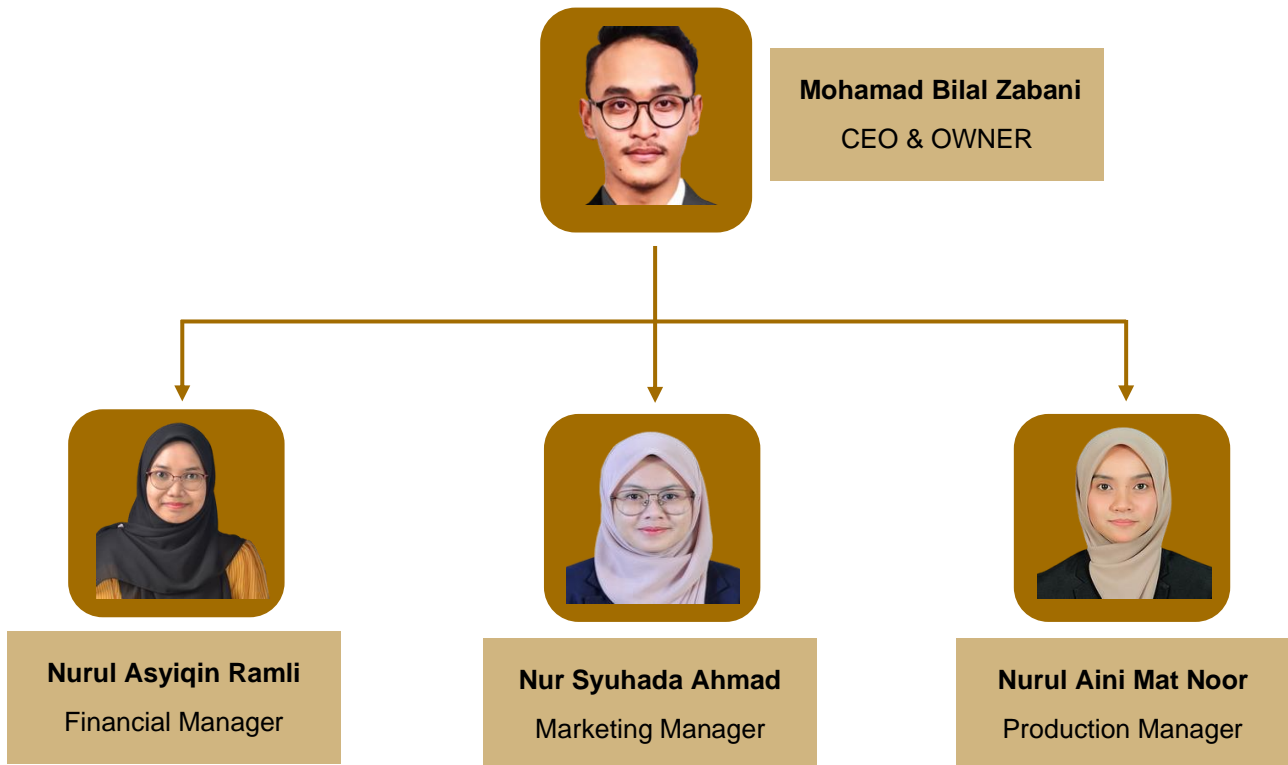 Mohamad Bilal Zabani
CEO & OWNER
Nurul Asyiqin Ramli
Financial Manager
Nur Syuhada Ahmad
Marketing Manager
Nurul Aini Mat Noor
Production Manager